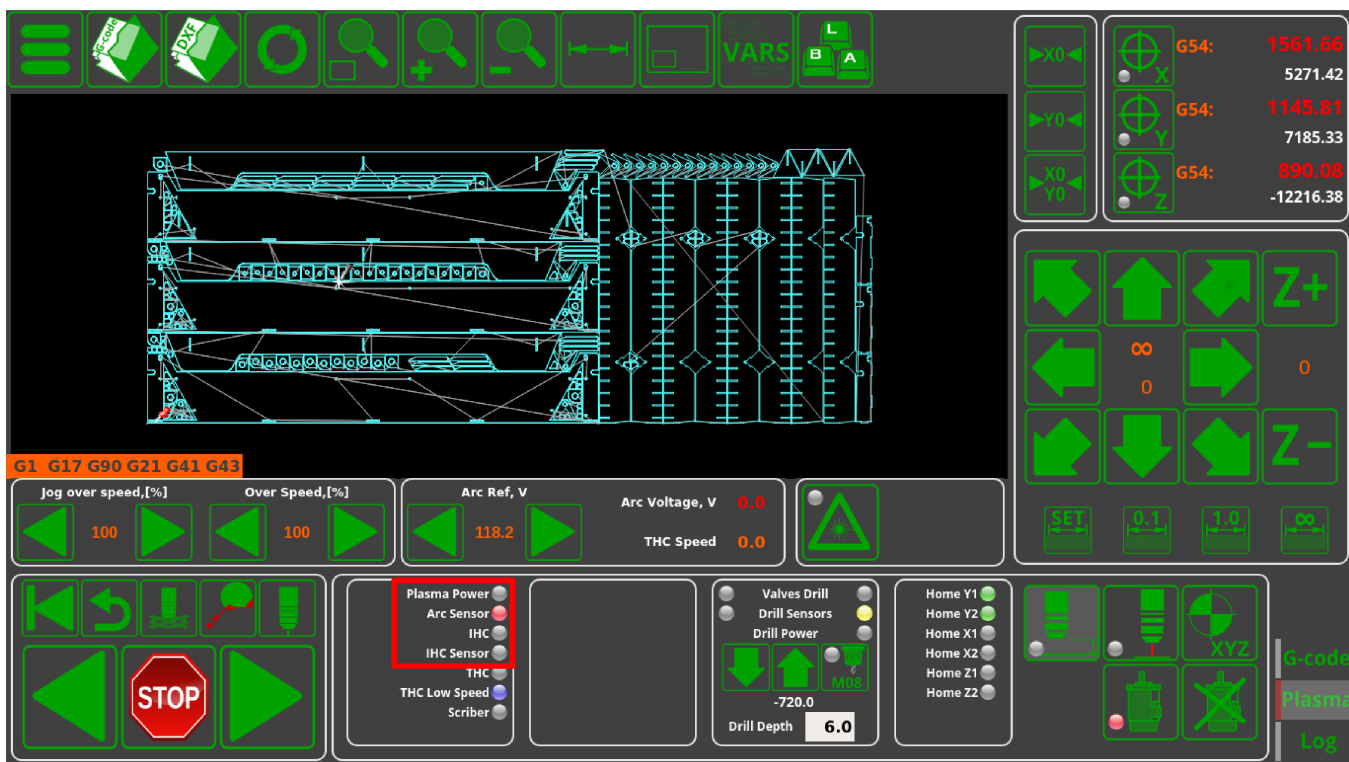 G-code
DXF
VARS
L
B A
X0
Y0
X0
Y0
X
G54: 1561.66
5271.42
Y
G54: 1145.81
7185.33
Z
G54: 890.08
-12216.38
Z+
∞
0
0
Z-
SET 0.1 1.0 ∞
G1 G17 G90 G21 G41 G43
Jog over speed,[%] Over Speed,[%]
100 100
Arc Ref, V
118.2
Arc Voltage, V 0.0
THC Speed 0.0
STOP
Plasma Power
Arc Sensor
IHC
IHC Sensor
THC
THC Low Speed
Scriber
Valves Drill
Drill Sensors
Drill Power
M08
-720.0
Drill Depth 6.0
Home Y1
Home Y2
Home X1
Home X2
Home Z1
Home Z2
XYZ
G-code
Plasma
Log